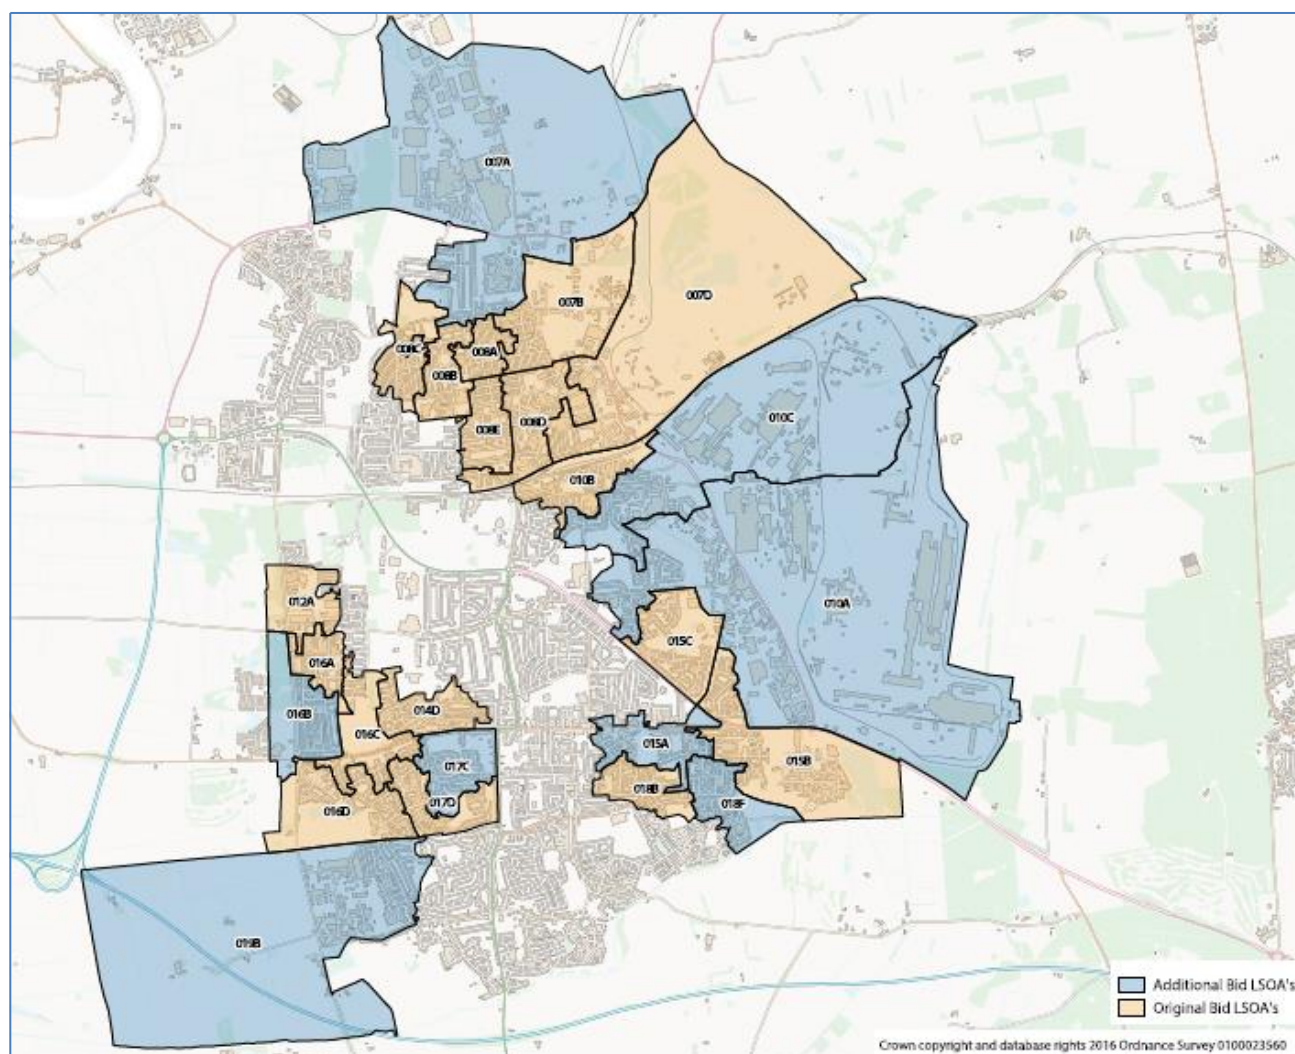 007A
007B
007D
008C
008A
008B
010C
008E
008D
010B
012A
010A
015C
016A
016B
014D
016C
015A
017C
015B
018B
017D
018F
016D
019B
Additional Bid LSOA's
Original Bid LSOA's
Crown copyright and database rights 2016 Ordnance Survey 0100023560